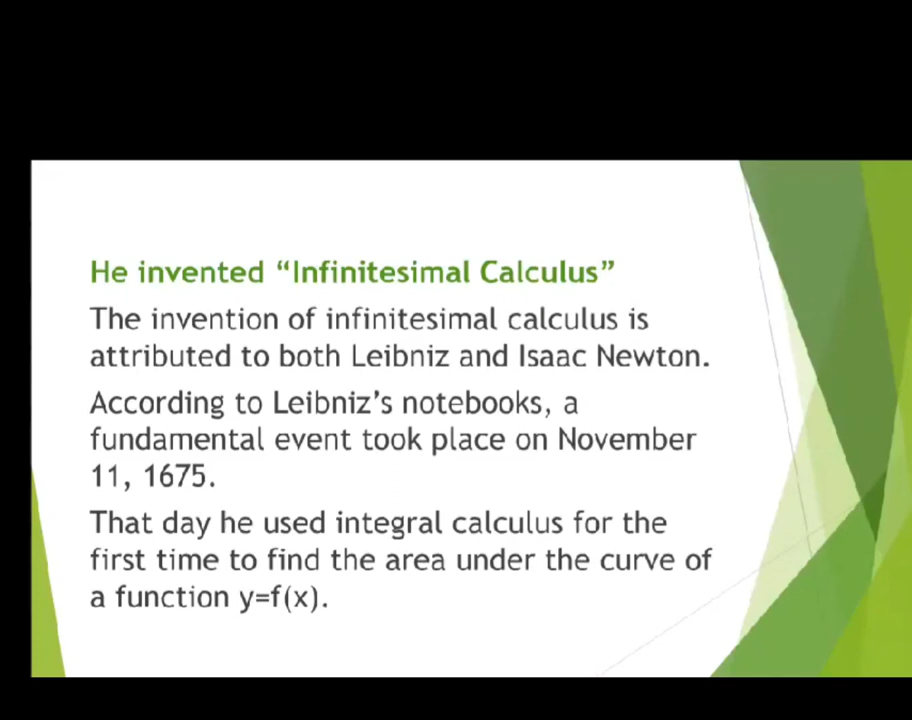 He invented “Infinitesimal Calculus”
The invention of infinitesimal calculus is
attributed to both Leibniz and Isaac Newton.
According to Leibniz’s notebooks, a
fundamental event took place on November
11, 1675.
That day he used integral calculus for the
first time to find the area under the curve of
a function y=f(x).